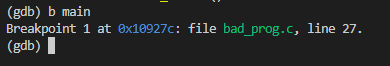 (gdb) b main
Breakpoint 1 at 0x10927c: file bad_prog.c, line 27.
(gdb)